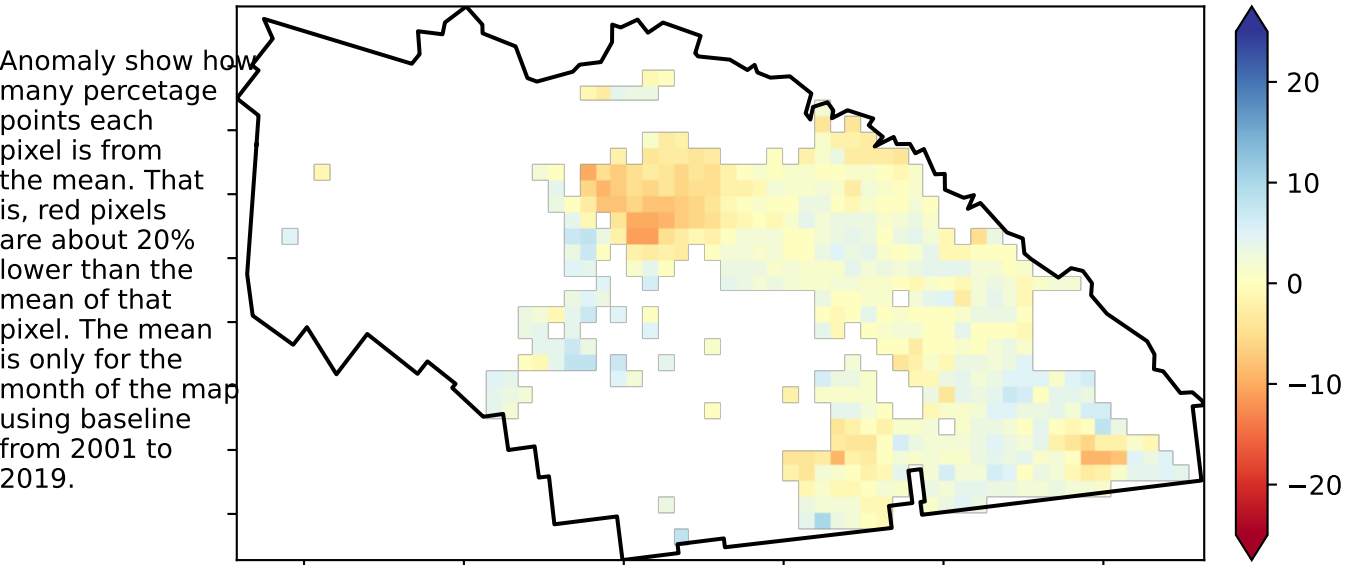 Anomaly show how
many percetage
points each
pixel is from
the mean. That
is, red pixels
are about 20%
lower than the
mean of that
pixel. The mean
is only for the
month of the map
using baseline
from 2001 to
2019.
20
10
0
−10
−20